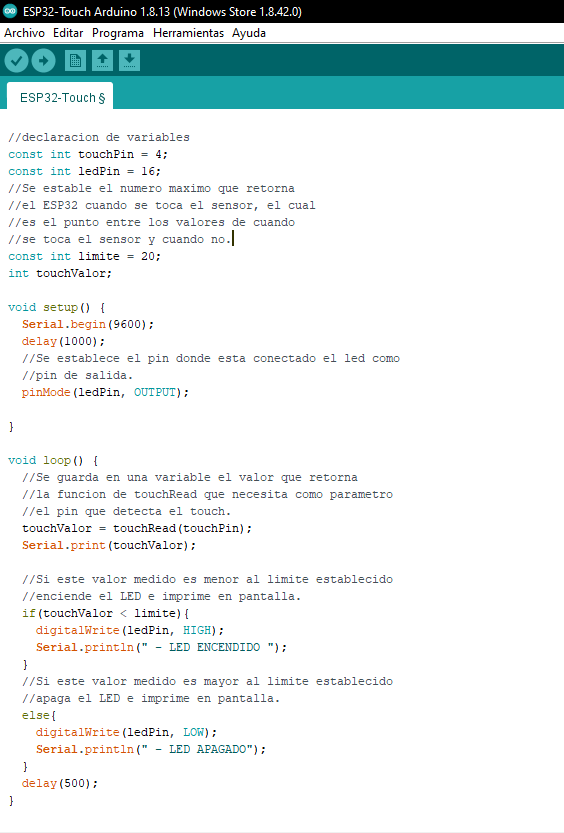 ESP32-Touch Arduino 1.8.13 (Windows Store 1.8.42.0)
Archivo Editar Programa Herramientas Ayuda
ESP32-Touch §
//declaracion de variables
const int touchPin = 4;
const int ledPin = 16;
//Se estable el numero maximo que retorna
//el ESP32 cuando se toca el sensor, el cual
//es el punto entre los valores de cuando
//se toca el sensor y cuando no.
const int limite = 20;
int touchValor;

void setup() {
  Serial.begin(9600);
  delay(1000);
  //Se establece el pin donde esta conectado el led como
  //pin de salida.
  pinMode(ledPin, OUTPUT);

}

void loop() {
  //Se guarda en una variable el valor que retorna
  //la funcion de touchRead que necesita como parametro
  //el pin que detecta el touch.
  touchValor = touchRead(touchPin);
  Serial.print(touchValor);

  //Si este valor medido es menor al limite establecido
  //enciende el LED e imprime en pantalla.
  if(touchValor < limite){
    digitalWrite(ledPin, HIGH);
    Serial.println(" - LED ENCENDIDO ");
  }
  //Si este valor medido es mayor al limite establecido
  //apaga el LED e imprime en pantalla.
  else{
    digitalWrite(ledPin, LOW);
    Serial.println(" - LED APAGADO");
  }
  delay(500);
}